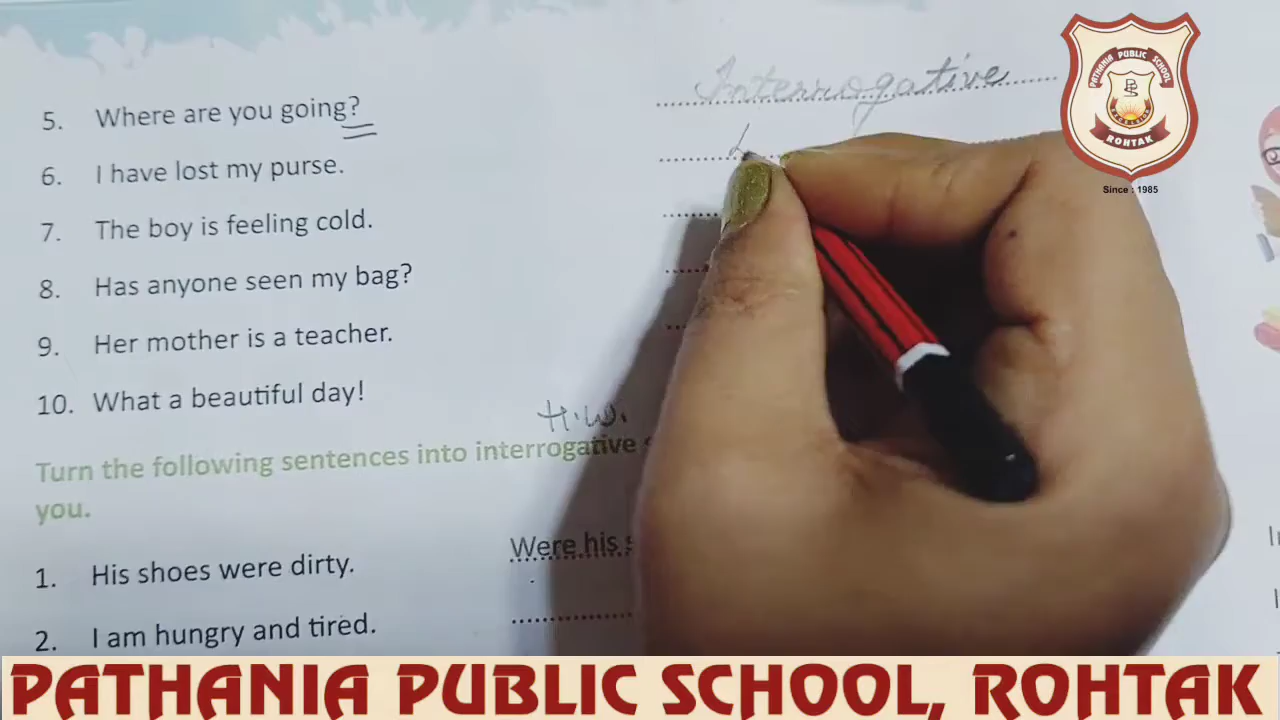 5. Where are you going? Interrogative
6. I have lost my purse.
7. The boy is feeling cold.
8. Has anyone seen my bag?
9. Her mother is a teacher.
10. What a beautiful day!
H.W.
Turn the following sentences into interrogative
you.
1. His shoes were dirty. Were his
2. I am hungry and tired.
PATHANIA PUBLIC SCHOOL
EXCELSIOR
ROHTAK
Since : 1985
PATHANIA PUBLIC SCHOOL, ROHTAK